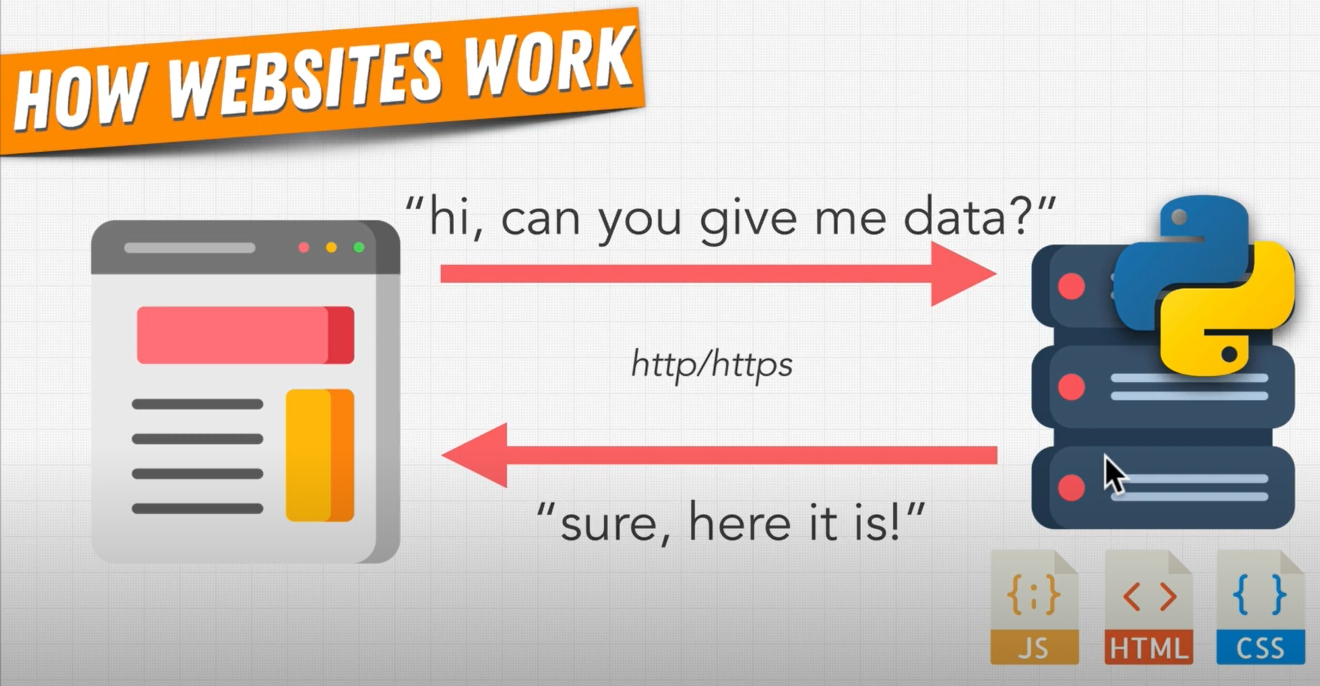 HOW WEBSITES WORK
“hi, can you give me data?”
http/https
“sure, here it is!”
{;}
< >
{ }
JS
HTML
CSS